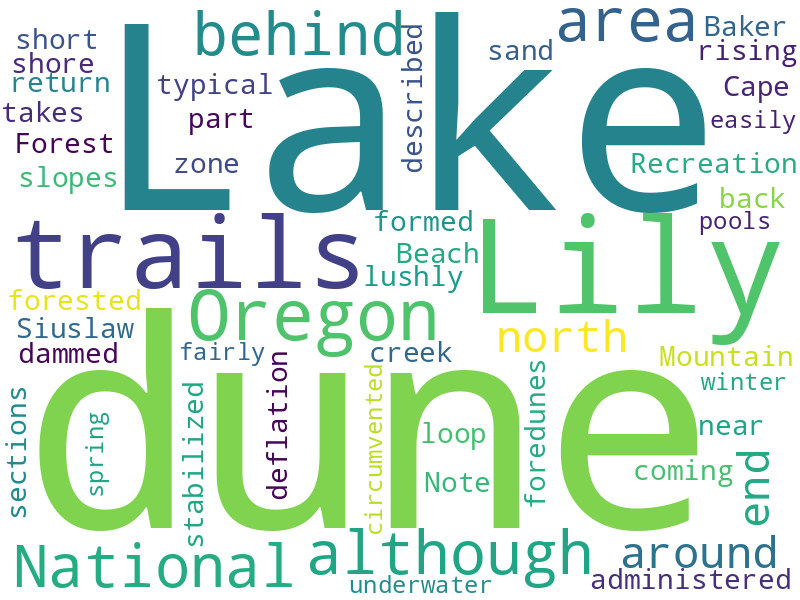 Lake
dune
Lily
trails
Oregon
behind
area
National
although
north
around
end
short
shore
return
takes
Forest
slopes
typical
part
zone
described
sand
Baker
rising
Cape
easily
Recreation
back
pools
formed
Beach
lushly
forested
Siuslaw
dammed
fairly
creek
Mountain
winter
near
coming
sections
spring
stabilized
deflation
circumvented
loop
Note
foredunes
underwater
administered